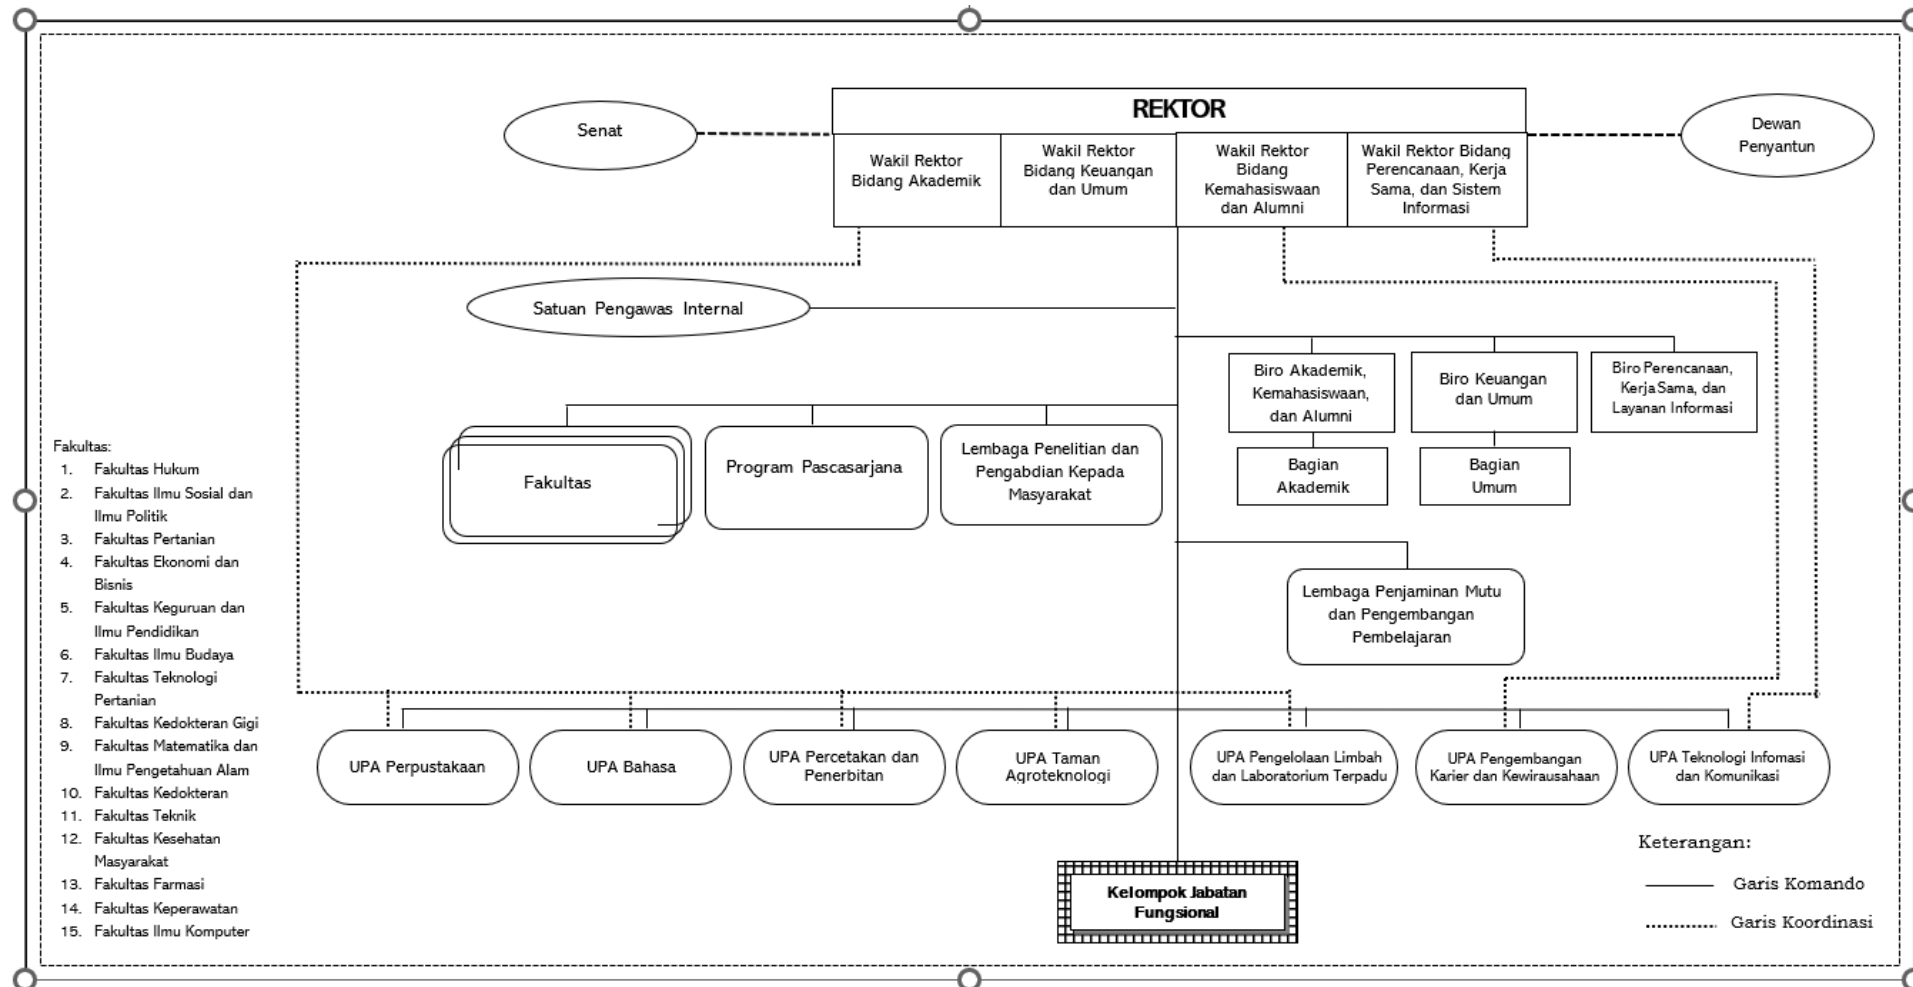 REKTOR
Senat
Dewan
Penyantun
Wakil Rektor
Bidang Akademik
Wakil Rektor
Bidang Keuangan
dan Umum
Wakil Rektor
Bidang
Kemahasiswaan
dan Alumni
Wakil Rektor Bidang
Perencanaan, Kerja
Sama, dan Sistem
Informasi
Satuan Pengawas Internal
Biro Akademik,
Kemahasiswaan,
dan Alumni
Biro Keuangan
dan Umum
Biro Perencanaan,
Kerja Sama, dan
Layanan Informasi
Bagian
Akademik
Bagian
Umum
Fakultas
Program Pascasarjana
Lembaga Penelitian dan
Pengabdian Kepada
Masyarakat
Lembaga Penjaminan Mutu
dan Pengembangan
Pembelajaran
Fakultas:
1. Fakultas Hukum
2. Fakultas Ilmu Sosial dan
Ilmu Politik
3. Fakultas Pertanian
4. Fakultas Ekonomi dan
Bisnis
5. Fakultas Keguruan dan
Ilmu Pendidikan
6. Fakultas Ilmu Budaya
7. Fakultas Teknologi
Pertanian
8. Fakultas Kedokteran Gigi
9. Fakultas Matematika dan
Ilmu Pengetahuan Alam
10. Fakultas Kedokteran
11. Fakultas Teknik
12. Fakultas Kesehatan
Masyarakat
13. Fakultas Farmasi
14. Fakultas Keperawatan
15. Fakultas Ilmu Komputer
UPA Perpustakaan
UPA Bahasa
UPA Percetakan dan
Penerbitan
UPA Taman
Agroteknologi
UPA Pengelolaan Limbah
dan Laboratorium Terpadu
UPA Pengembangan
Karier dan Kewirausahaan
UPA Teknologi Infomasi
dan Komunikasi
Kelompok Jabatan
Fungsional
Keterangan:
Garis Komando
Garis Koordinasi